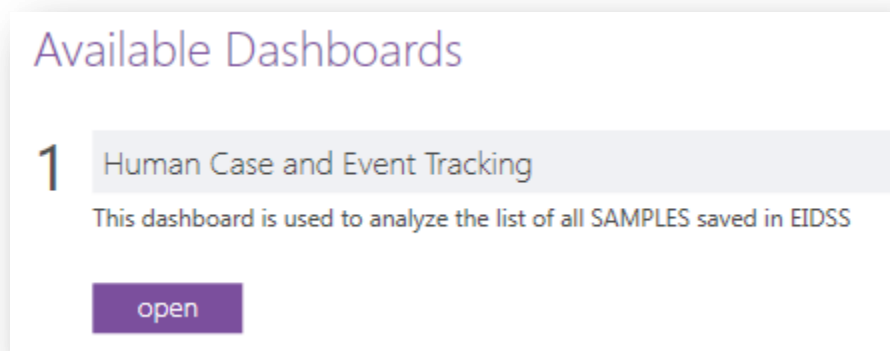 Available Dashboards
1 Human Case and Event Tracking
This dashboard is used to analyze the list of all SAMPLES saved in EIDSS
open